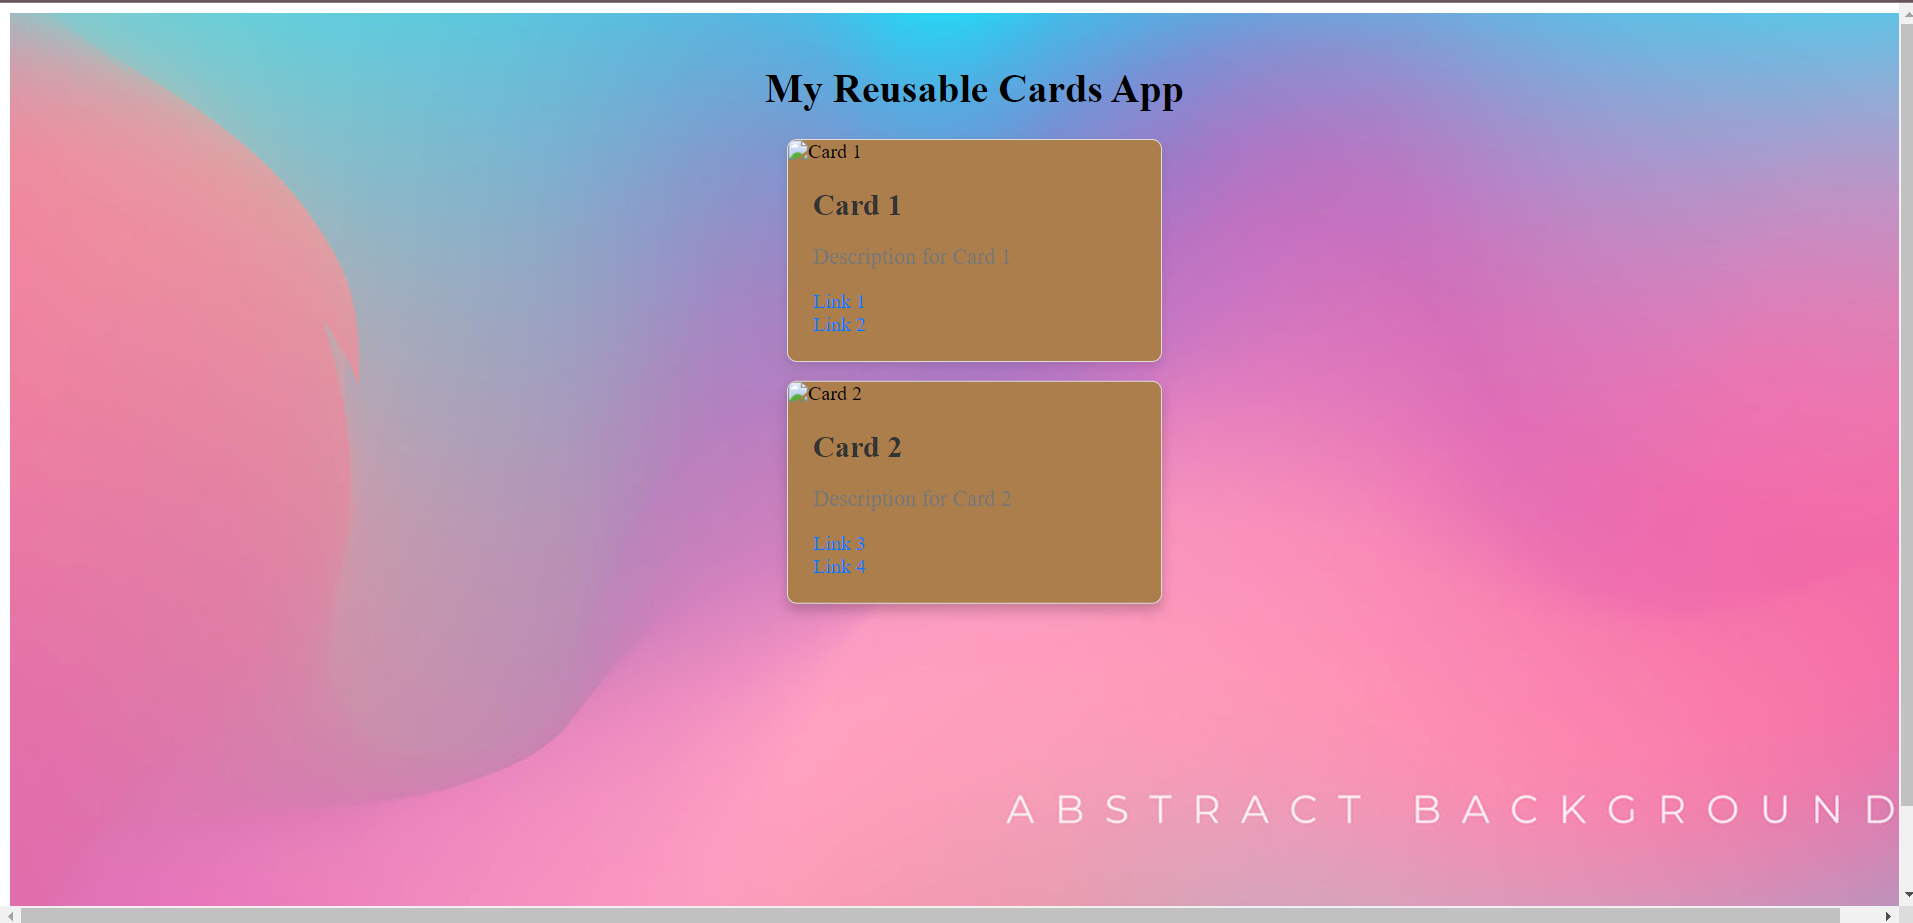 My Reusable Cards App
Card 1
Card 1
Description for Card 1
Link 1
Link 2
Card 2
Card 2
Description for Card 2
Link 3
Link 4
ABSTRACT BACKGROUND